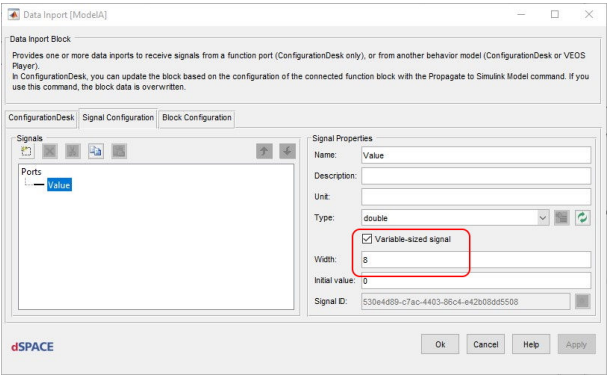 Data Import [ModelA]
Data Import Block
Provides one or more data inports to receive signals from a function port (ConfigurationDesk only), or from another behavior model (ConfigurationDesk or VEOS
Player).
In ConfigurationDesk, you can update the block based on the configuration of the connected function block with the Propagate to Simulink Model command. If you
use this command, the block data is overwritten.
ConfigurationDesk Signal Configuration Block Configuration
Signals
Ports
Value
Signal Properties
Name: Value
Description:
Unit:
Type: double
Variable-sized signal
Width: 8
Initial value: 0
Signal ID: 530e4d89-c7ac-4403-86c4-e42b08dd5508
dSPACE
Ok Cancel Help Apply